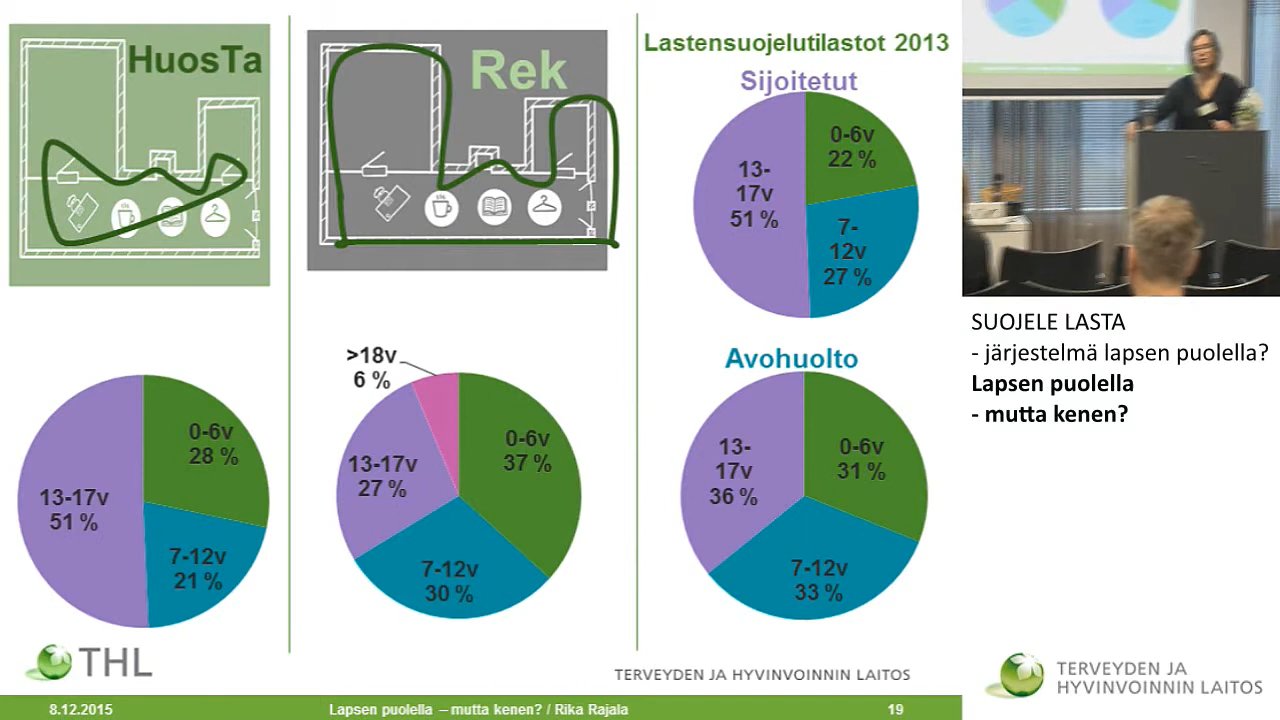 HuosTa
Rek
Lastensuojelutilastot 2013
Sijoitetut
0-6v
22 %
13-
17v
51 %
7-
12v
27 %
SUOJELE LASTA
- järjestelmä lapsen puolella?
Lapsen puolella
- mutta kenen?
0-6v
28 %
13-17v
51 %
7-12v
21 %
>18v
6 %
0-6v
37 %
13-17v
27 %
7-12v
30 %
Avohuolto
13-
17v
36 %
0-6v
31 %
7-12v
33 %
THL
TERVEYDEN JA HYVINVOINNIN LAITOS
TERVEYDEN JA
HYVINVOINNIN LAITOS
8.12.2015
Lapsen puolella – mutta kenen? / Rika Rajala
19